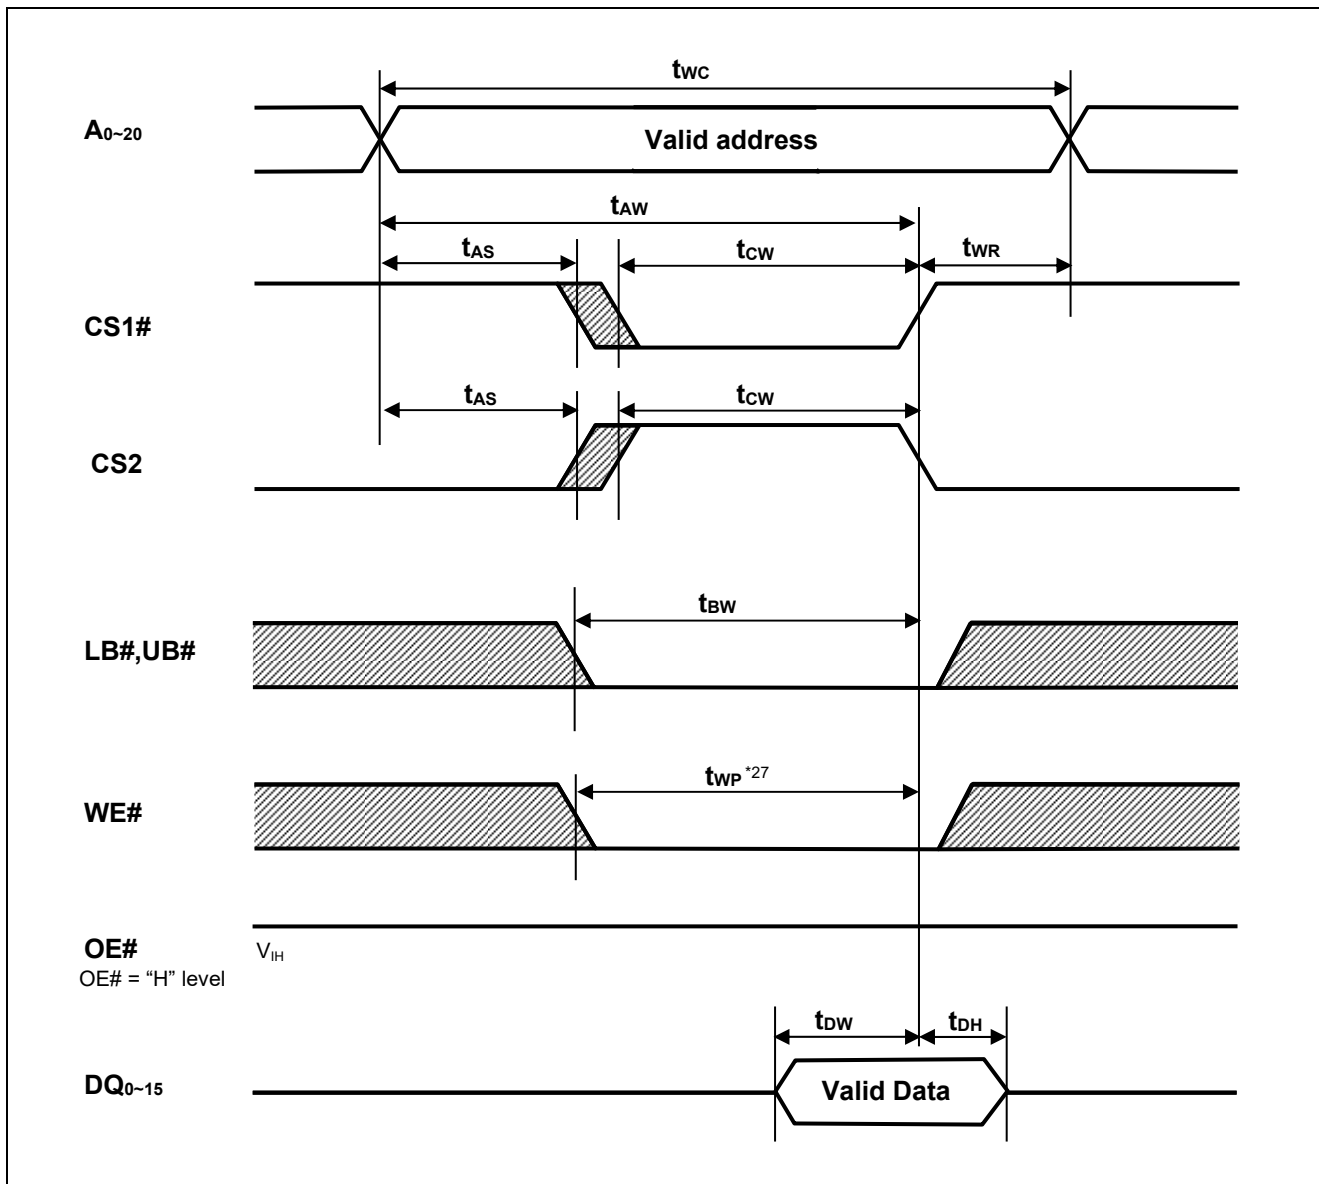 tWC
A0~20
Valid address
tAW
tAS
tCW
tWR
CS1#
tAS
tCW
CS2
tBW
LB#,UB#
tWP *27
WE#
OE#
VIH
OE# = “H” level
tDW
tDH
DQ0~15
Valid Data